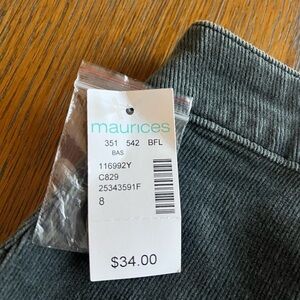 maurices
351 542 BFL
BAS
116992Y
C829
25343591F
8
$34.00